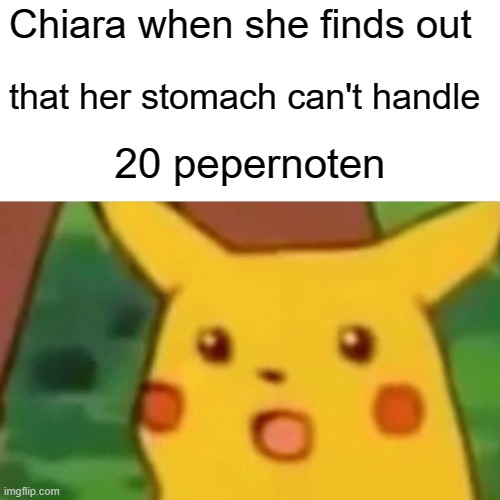 Chiara when she finds out
that her stomach can't handle
20 pepernoten
imgflip.com